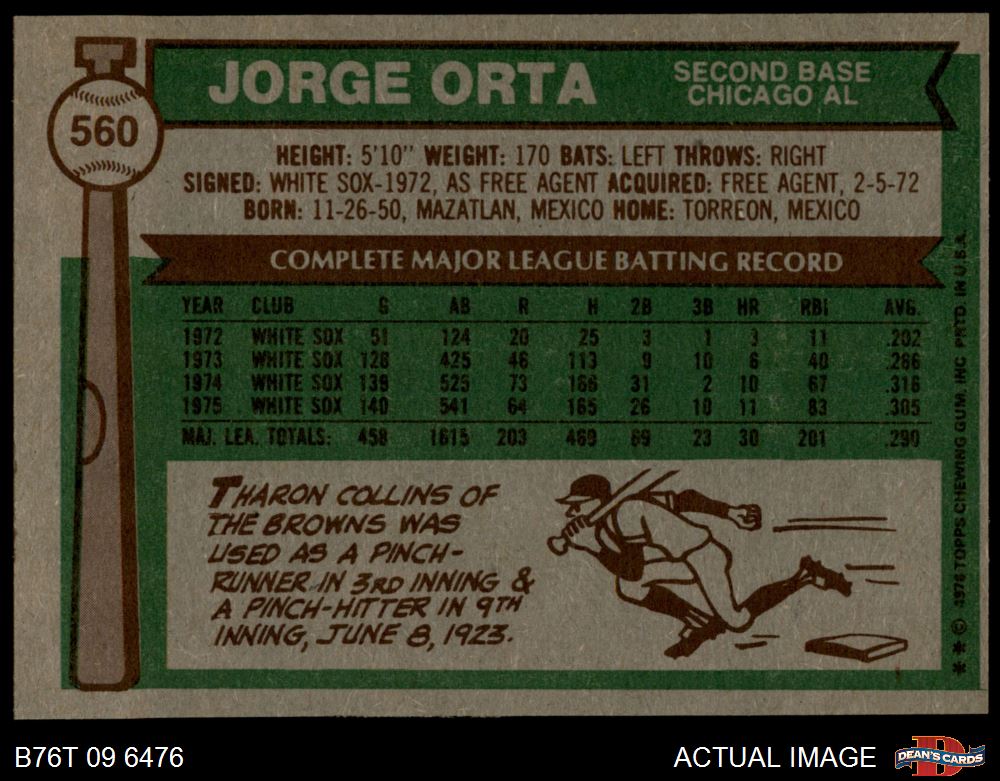 560
JORGE ORTA
SECOND BASE
CHICAGO AL
HEIGHT: 5'10" WEIGHT: 170 BATS: LEFT THROWS: RIGHT
SIGNED: WHITE SOX-1972, AS FREE AGENT ACQUIRED: FREE AGENT, 2-5-72
BORN: 11-26-50, MAZATLAN, MEXICO HOME: TORREON, MEXICO
COMPLETE MAJOR LEAGUE BATTING RECORD
YEAR CLUB G AB R H 2B 3B HR RBI AVG.
1972 WHITE SOX 51 124 20 25 3 1 3 11 .202
1973 WHITE SOX 128 425 46 113 9 10 6 40 .266
1974 WHITE SOX 139 525 73 166 31 2 10 67 .316
1975 WHITE SOX 140 541 64 165 26 10 11 83 .305
MAJ. LEA. TOTALS: 458 1615 203 469 69 23 30 201 .290
THARON COLLINS OF
THE BROWNS WAS
USED AS A PINCH-
RUNNER IN 3RD INNING &
A PINCH-HITTER IN 9TH
INNING, JUNE 8, 1923.
** © 1976 TOPPS CHEWING GUM, INC PRTD. IN U.S.A.
B76T 09 6476
ACTUAL IMAGE
D
DEAN'S CARDS